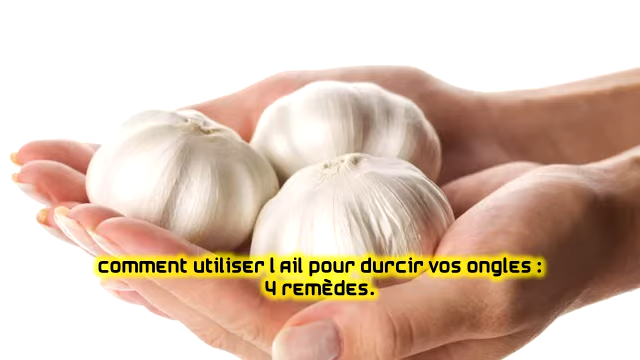 comment utiliser l ail pour durcir vos ongles :
4 remèdes.